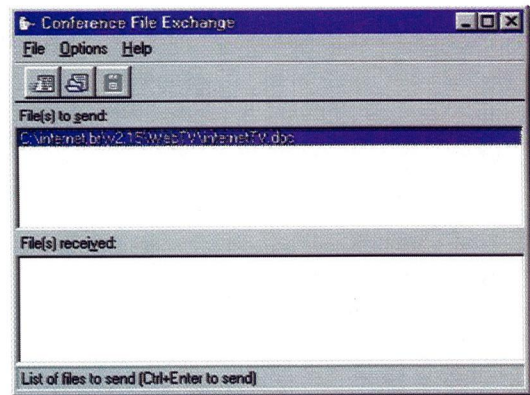 Conference File Exchange
File Options Help
File(s) to send:
C:\internet.br\v2.15\WebTV\internetTV.doc
File(s) received:
List of files to send (Ctrl+Enter to send)